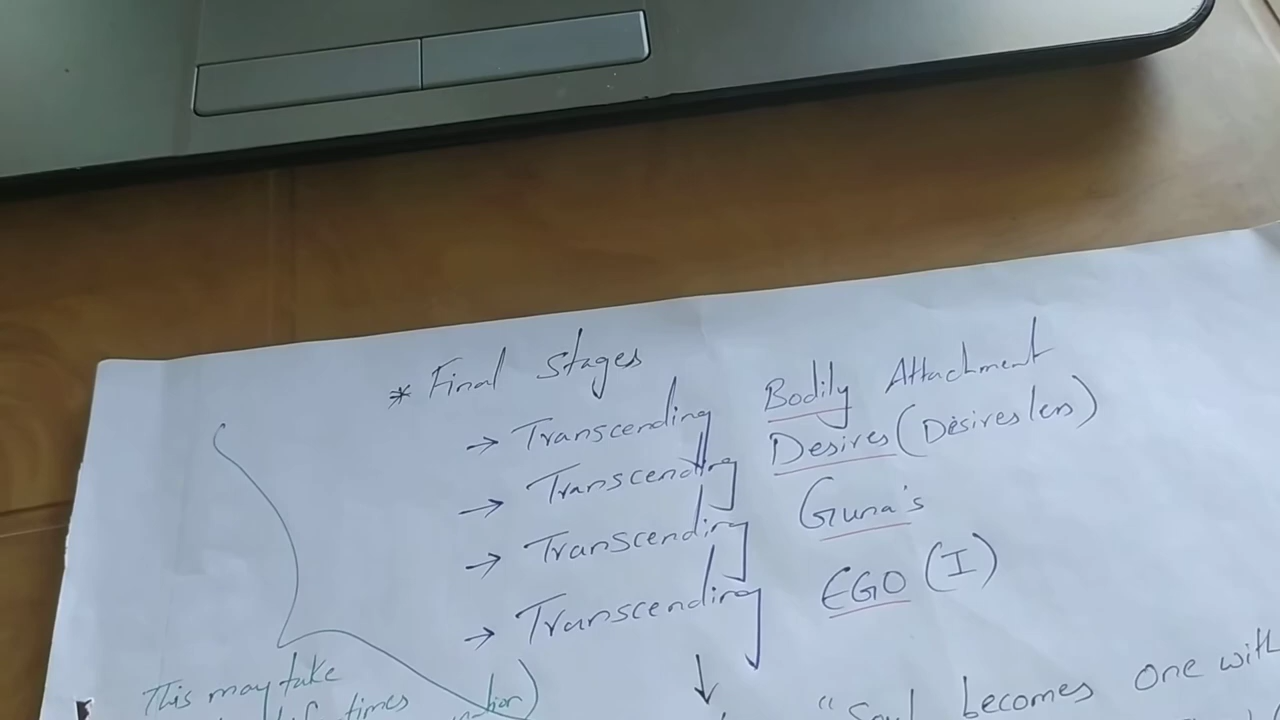 * Final Stages
→ Transcending Bodily Attachment
→ Transcending Desires (Desireless)
→ Transcending Guna's
→ Transcending EGO (I)
↓
This may take
times
"Soul becomes one with